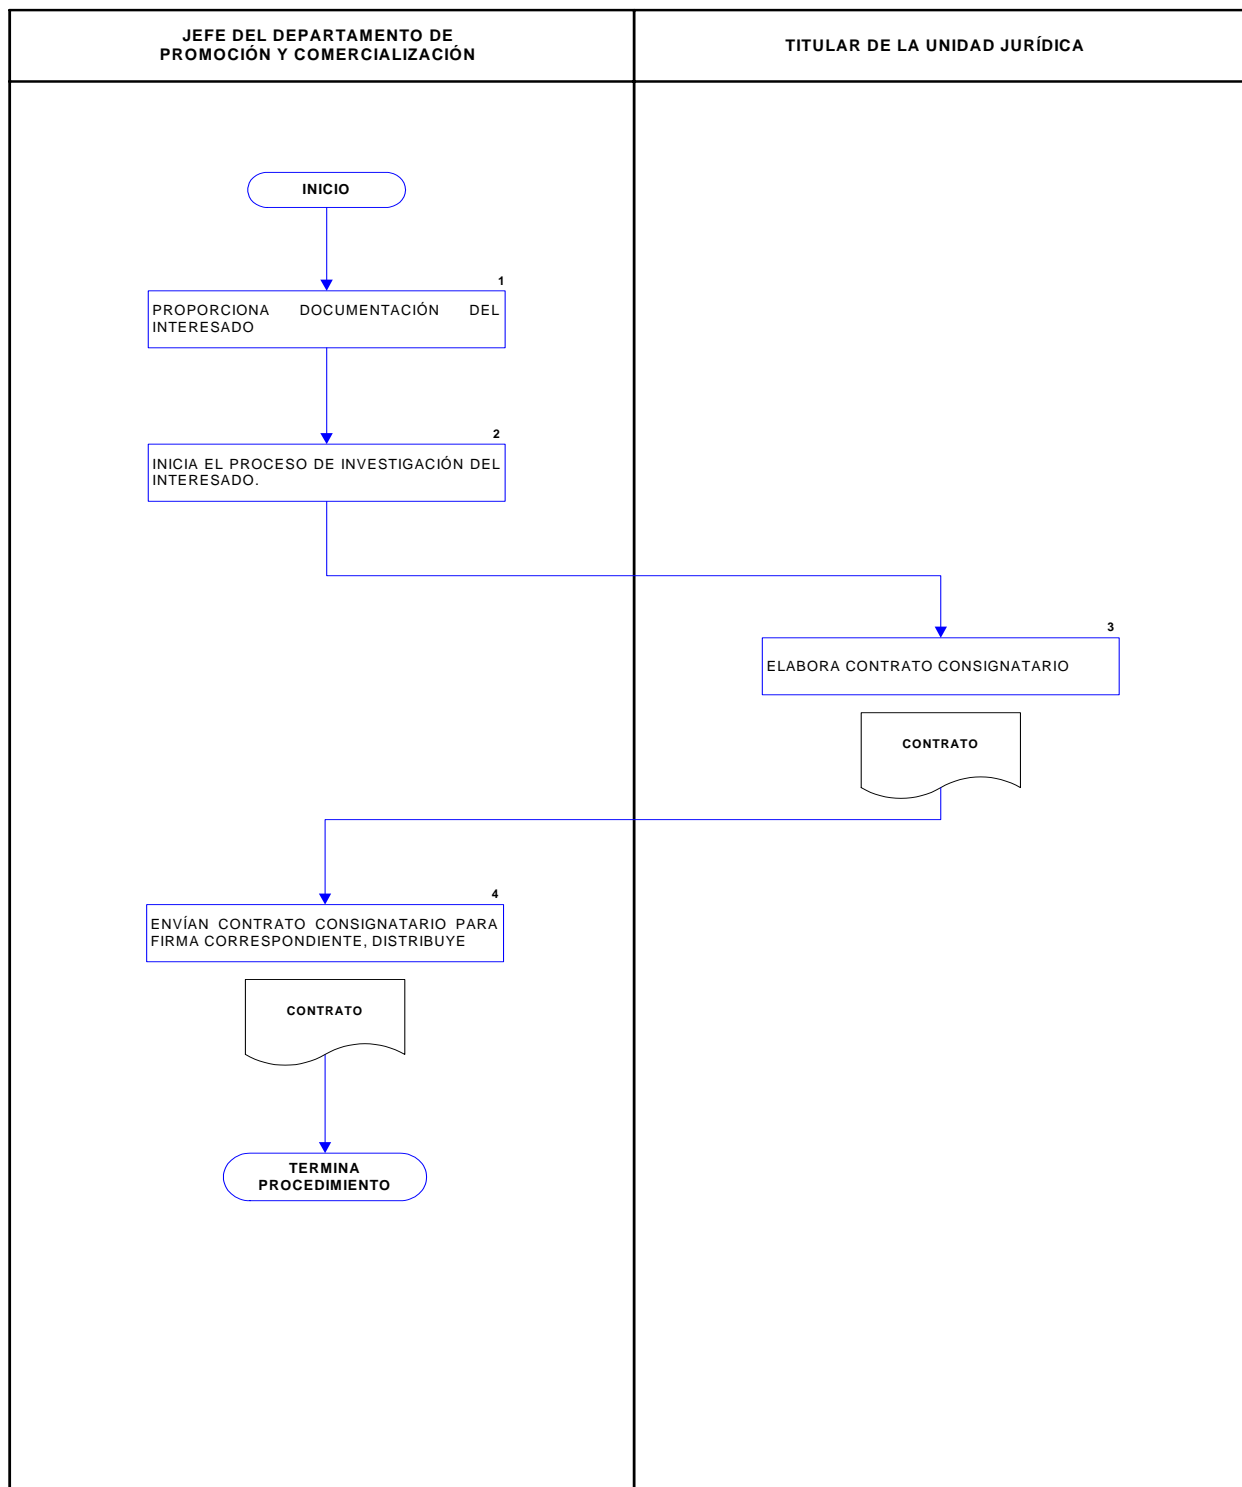 JEFE DEL DEPARTAMENTO DE
PROMOCIÓN Y COMERCIALIZACIÓN
TITULAR DE LA UNIDAD JURÍDICA
INICIO
1
PROPORCIONA DOCUMENTACIÓN DEL
INTERESADO
2
INICIA EL PROCESO DE INVESTIGACIÓN DEL
INTERESADO.
3
ELABORA CONTRATO CONSIGNATARIO
CONTRATO
4
ENVÍAN CONTRATO CONSIGNATARIO PARA
FIRMA CORRESPONDIENTE, DISTRIBUYE
CONTRATO
TERMINA
PROCEDIMIENTO